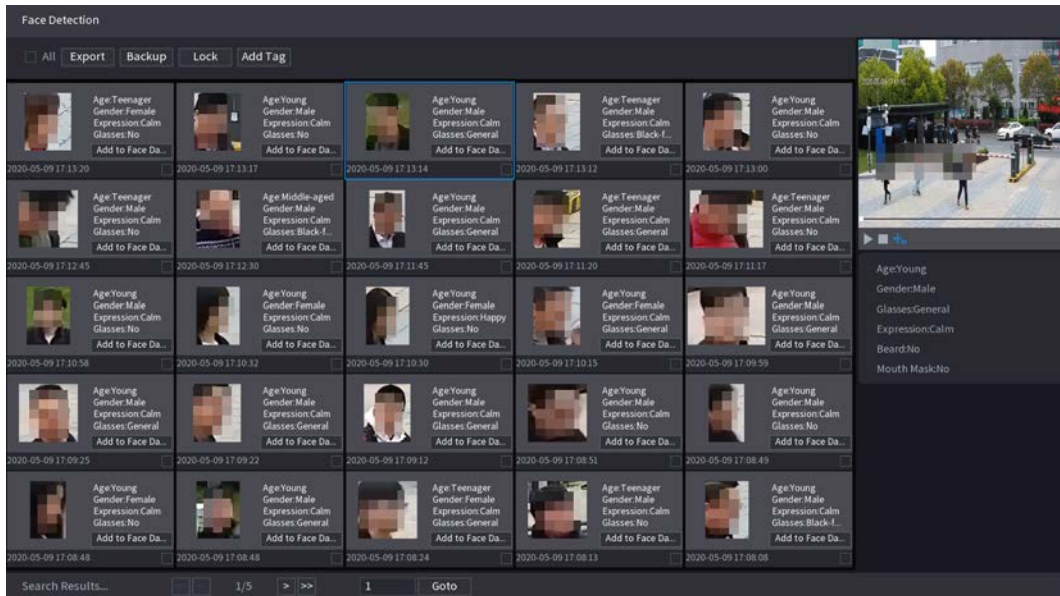 Face Detection
All Export Backup Lock Add Tag
Age:Teenager
Gender:Female
Expression:Calm
Glasses:No
Add to Face Da...
2020-05-09 17:13:20
Age:Young
Gender:Male
Expression:Calm
Glasses:No
Add to Face Da...
2020-05-09 17:13:17
Age:Young
Gender:Male
Expression:Calm
Glasses:General
Add to Face Da...
2020-05-09 17:13:14
Age:Teenager
Gender:Male
Expression:Calm
Glasses:Black-f...
Add to Face Da...
2020-05-09 17:13:12
Age:Young
Gender:Male
Expression:Calm
Glasses:No
Add to Face Da...
2020-05-09 17:13:00
Age:Teenager
Gender:Male
Expression:Calm
Glasses:No
Add to Face Da...
2020-05-09 17:12:45
Age:Middle-aged
Gender:Male
Expression:Calm
Glasses:Black-f...
Add to Face Da...
2020-05-09 17:12:30
Age:Young
Gender:Male
Expression:Calm
Glasses:General
Add to Face Da...
2020-05-09 17:11:45
Age:Teenager
Gender:Male
Expression:Calm
Glasses:General
Add to Face Da...
2020-05-09 17:11:20
Age:Teenager
Gender:Male
Expression:Calm
Glasses:No
Add to Face Da...
2020-05-09 17:11:17
Age:Young
Gender:Male
Expression:Calm
Glasses:No
Add to Face Da...
2020-05-09 17:10:58
Age:Young
Gender:Female
Expression:Calm
Glasses:No
Add to Face Da...
2020-05-09 17:10:32
Age:Young
Gender:Female
Expression:Happy
Glasses:No
Add to Face Da...
2020-05-09 17:10:30
Age:Young
Gender:Female
Expression:Calm
Glasses:General
Add to Face Da...
2020-05-09 17:10:15
Age:Young
Gender:Male
Expression:Calm
Glasses:General
Add to Face Da...
2020-05-09 17:09:59
Age:Young
Gender:Male
Expression:Calm
Glasses:General
Add to Face Da...
2020-05-09 17:09:25
Age:Young
Gender:Male
Expression:Calm
Glasses:General
Add to Face Da...
2020-05-09 17:09:22
Age:Young
Gender:Male
Expression:Calm
Glasses:General
Add to Face Da...
2020-05-09 17:09:12
Age:Young
Gender:Male
Expression:Calm
Glasses:No
Add to Face Da...
2020-05-09 17:08:51
Age:Young
Gender:Male
Expression:Calm
Glasses:No
Add to Face Da...
2020-05-09 17:08:49
Age:Young
Gender:Female
Expression:Calm
Glasses:No
Add to Face Da...
2020-05-09 17:08:48
Age:Young
Gender:Male
Expression:Calm
Glasses:General
Add to Face Da...
2020-05-09 17:08:48
Age:Teenager
Gender:Female
Expression:Calm
Glasses:General
Add to Face Da...
2020-05-09 17:08:24
Age:Teenager
Gender:Male
Expression:Calm
Glasses:No
Add to Face Da...
2020-05-09 17:08:13
Age:Young
Gender:Male
Expression:Calm
Glasses:Black-f...
Add to Face Da...
2020-05-09 17:08:08
Age:Young
Gender:Male
Glasses:General
Expression:Calm
Beard:No
Mouth Mask:No
Search Results... 1/5 > >> 1 Goto